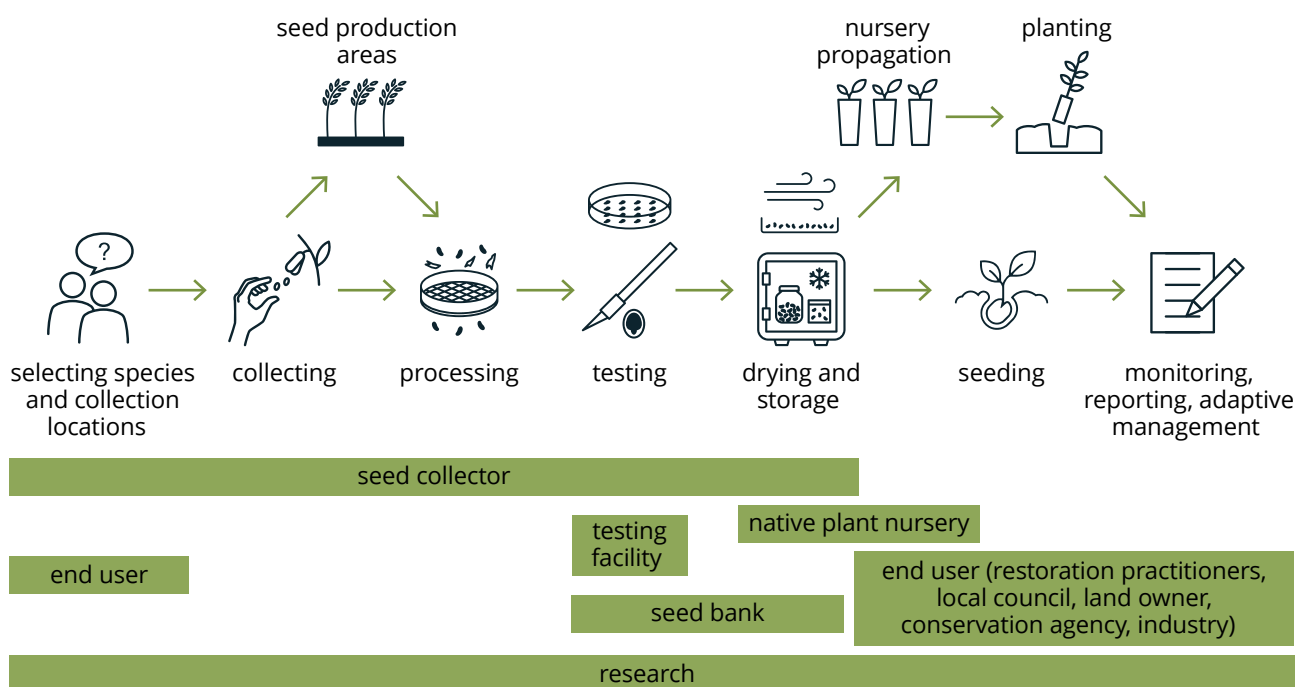 seed production
areas
nursery
propagation
planting
?
selecting species
and collection
locations
collecting
processing
testing
drying and
storage
seeding
monitoring,
reporting, adaptive
management
seed collector
native plant nursery
testing
facility
end user
end user (restoration practitioners,
local council, land owner,
conservation agency, industry)
seed bank
research